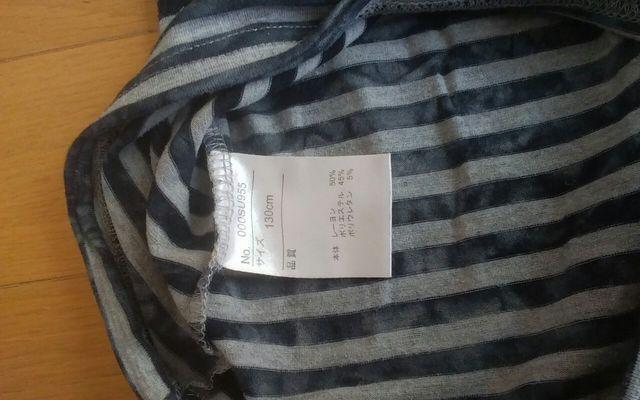 No. 000SU955
サイズ 130cm
品質
本体 レーヨン 50%
ポリエステル 45%
ポリウレタン 5%